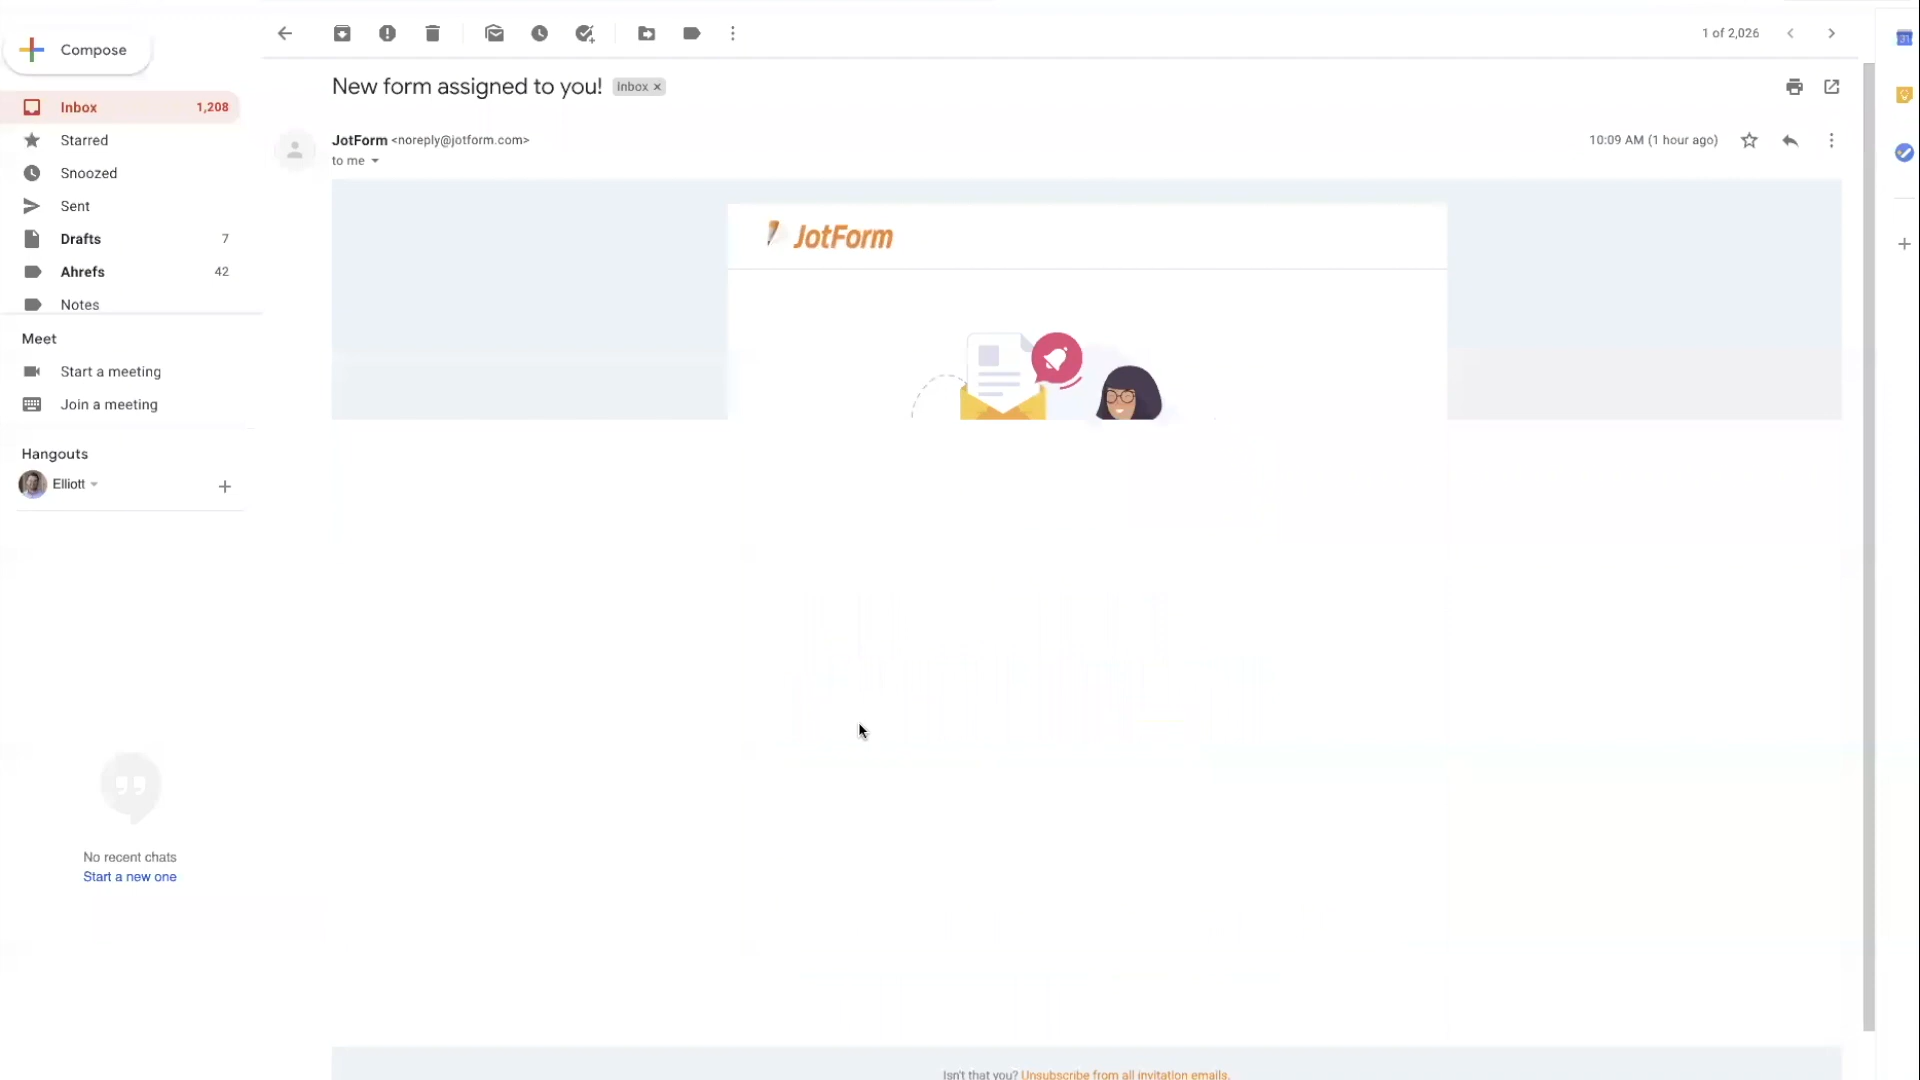 1 of 2,026
Compose
New form assigned to you!
Inbox ×
Inbox 1,208
JotForm <noreply@jotform.com>
10:09 AM (1 hour ago)
to me
Starred
Snoozed
Sent
Drafts 7
Ahrefs 42
Notes
JotForm
Meet
Start a meeting
Join a meeting
Hangouts
Elliott
No recent chats
Start a new one
Isn't that you? Unsubscribe from all invitation emails.
31